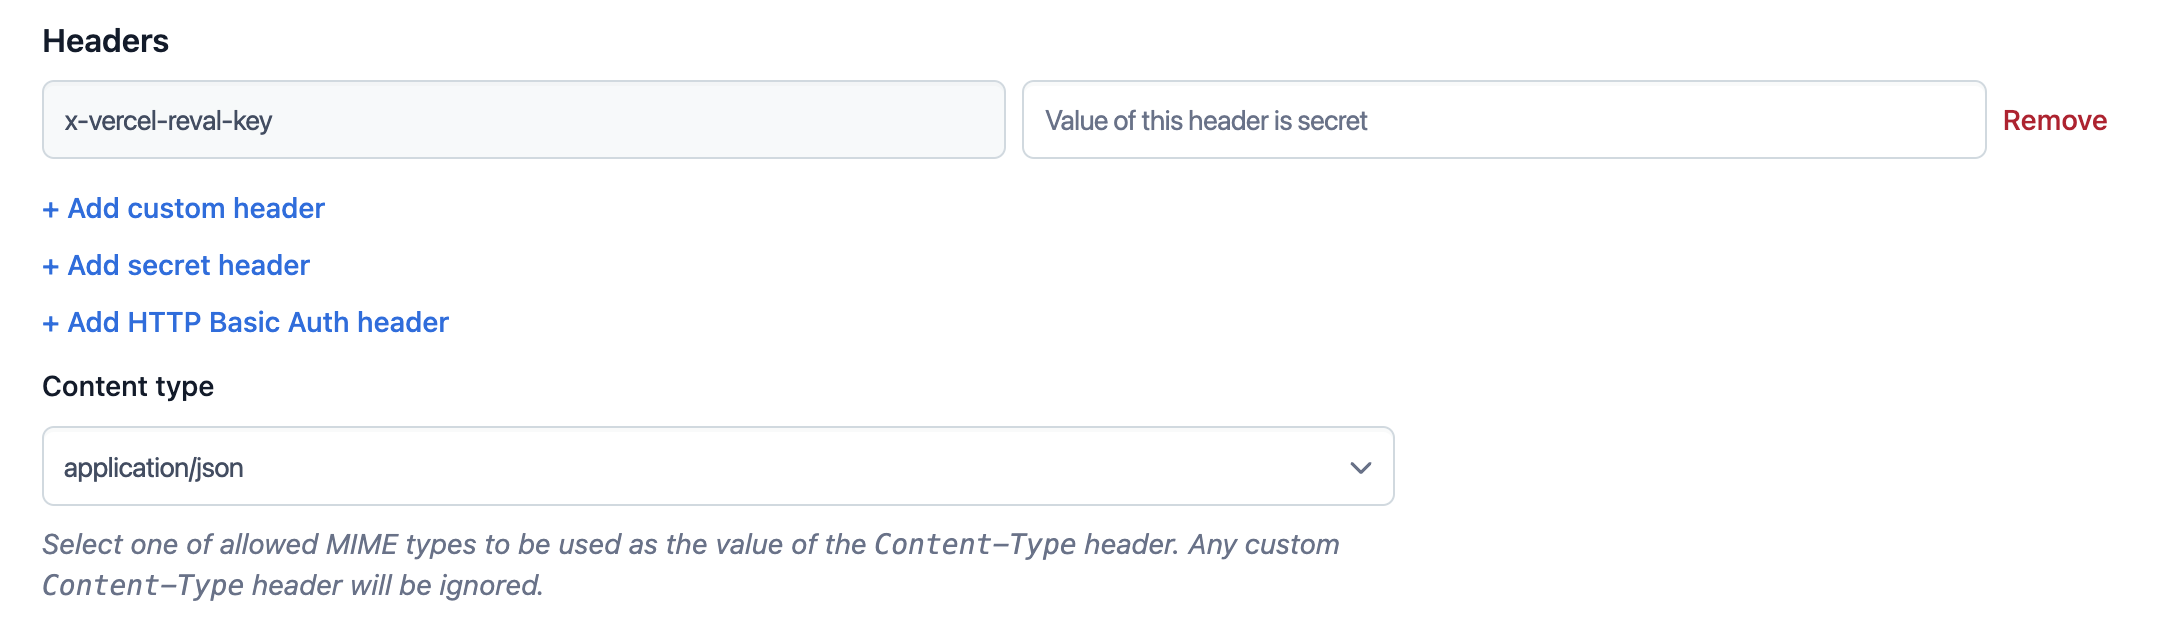 Headers
x-vercel-reval-key
Value of this header is secret
Remove
+ Add custom header
+ Add secret header
+ Add HTTP Basic Auth header
Content type
application/json
Select one of allowed MIME types to be used as the value of the Content-Type header. Any custom
Content-Type header will be ignored.